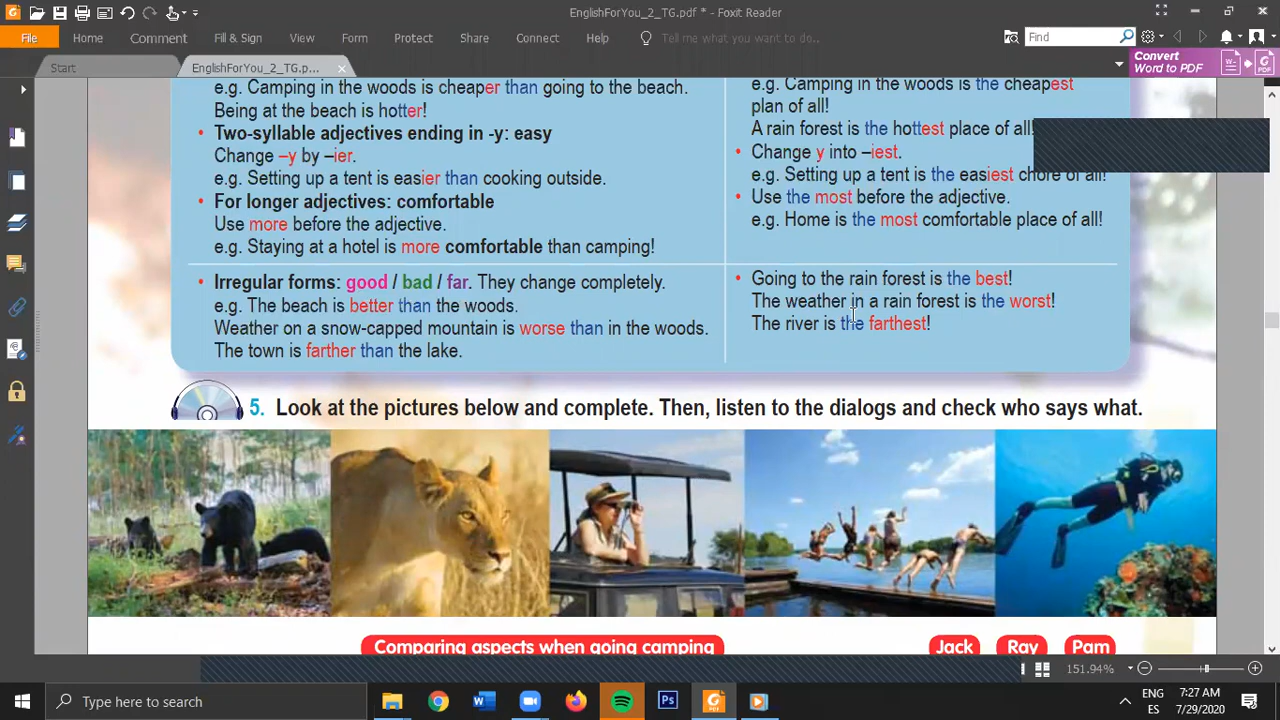 EnglishForYou_2_TG.pdf * - Foxit Reader
File Home Comment Fill & Sign View Form Protect Share Connect Help Tell me what you want to do... Find
Start EnglishForYou_2_TG.p... Convert Word to PDF
e.g. Camping in the woods is cheaper than going to the beach.
Being at the beach is hotter!
• Two-syllable adjectives ending in -y: easy
Change –y by –ier.
e.g. Setting up a tent is easier than cooking outside.
• For longer adjectives: comfortable
Use more before the adjective.
e.g. Staying at a hotel is more comfortable than camping!
e.g. Camping in the woods is the cheapest
plan of all!
A rain forest is the hottest place of all!
• Change y into –iest.
e.g. Setting up a tent is the easiest chore of all!
• Use the most before the adjective.
e.g. Home is the most comfortable place of all!
• Irregular forms: good / bad / far. They change completely.
e.g. The beach is better than the woods.
Weather on a snow-capped mountain is worse than in the woods.
The town is farther than the lake.
• Going to the rain forest is the best!
The weather in a rain forest is the worst!
The river is the farthest!
5. Look at the pictures below and complete. Then, listen to the dialogs and check who says what.
Comparing aspects when going camping Jack Ray Pam
151.94%
Type here to search
ENG
ES
7:27 AM
7/29/2020